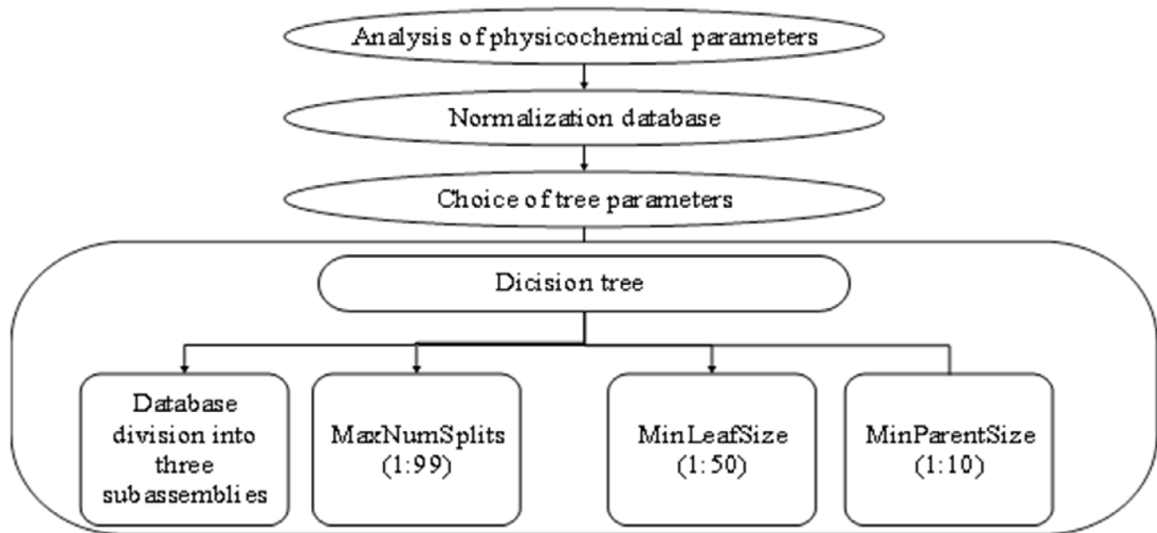 Analysis of physicochemical parameters
Normalization database
Choice of tree parameters
Dicision tree
Database
division into
three
subassemblies
MaxNumSplits
(1:99)
MinLeafSize
(1:50)
MinParentSize
(1:10)